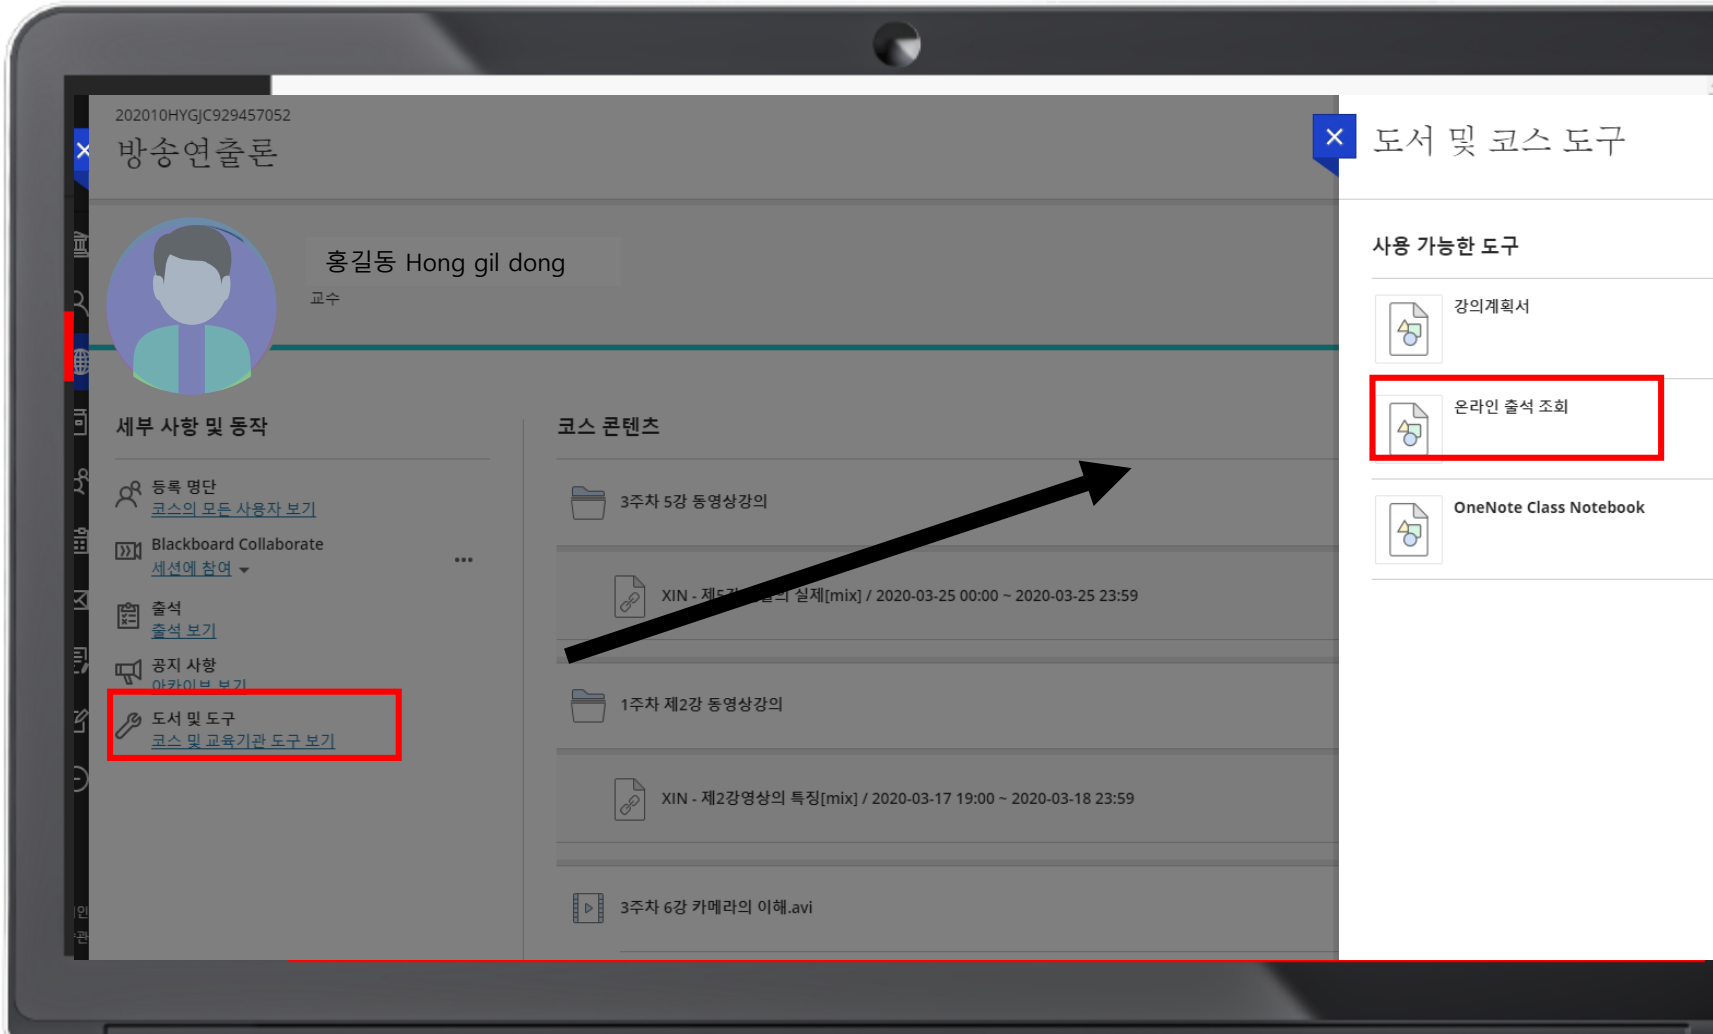 202010HYGJC929457052
방송연출론
홍길동 Hong gil dong
교수
세부 사항 및 동작
등록 명단
코스의 모든 사용자 보기
Blackboard Collaborate
세션에 참여
출석
출석 보기
공지 사항
아카이브 보기
도서 및 도구
코스 및 교육기관 도구 보기
코스 콘텐츠
3주차 5강 동영상강의
XIN - 제5강 의 실제[mix] / 2020-03-25 00:00 ~ 2020-03-25 23:59
1주차 제2강 동영상강의
XIN - 제2강영상의 특징[mix] / 2020-03-17 19:00 ~ 2020-03-18 23:59
3주차 6강 카메라의 이해.avi
도서 및 코스 도구
사용 가능한 도구
강의계획서
온라인 출석 조회
OneNote Class Notebook